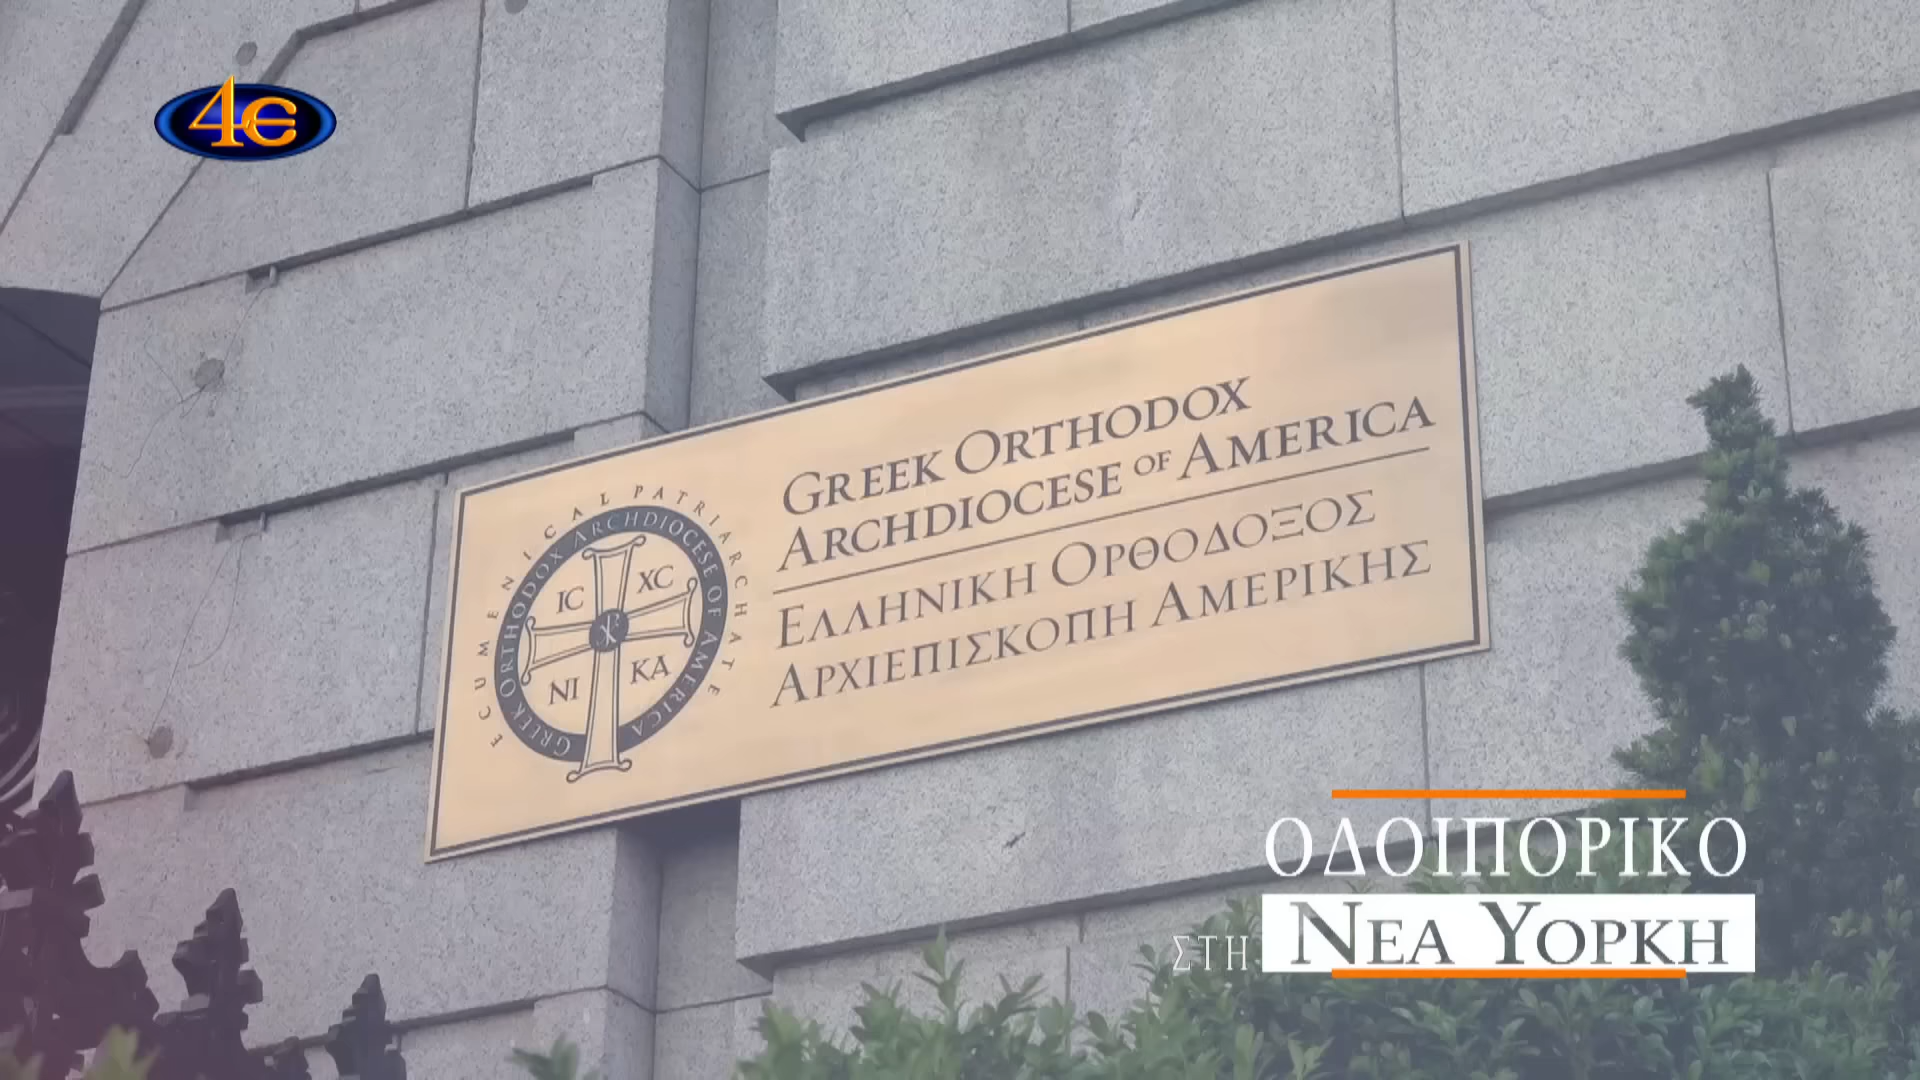 4ε
GREEK ORTHODOX
ARCHDIOCESE OF AMERICA
ΕΛΛΗΝΙΚΗ ΟΡΘΟΔΟΞΟΣ
ΑΡΧΙΕΠΙΣΚΟΠΗ ΑΜΕΡΙΚΗΣ
ECUMENICAL PATRIARCHATE
GREEK ORTHODOX ARCHDIOCESE OF AMERICA
IC XC
NI KA
ΟΔΟΙΠΟΡΙΚΟ
ΣΤΗ ΝΕΑ ΥΟΡΚΗ